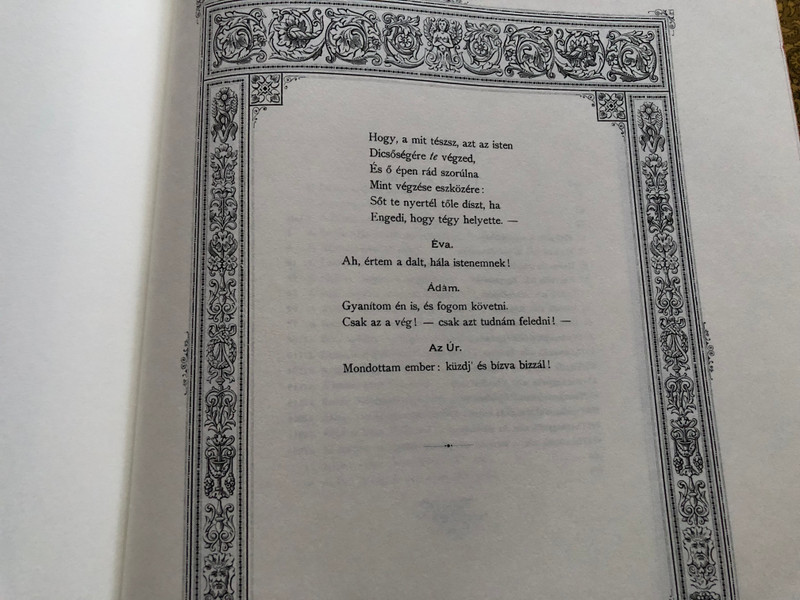 Hogy, a mit tészsz, azt az isten
Dicsőségére te végzed,
És ő épen rád szorúlna
Mint végzése eszközére:
Sőt te nyertél tőle díszt, ha
Engedi, hogy tégy helyette. —
Éva.
Ah, értem a dalt, hála istenemnek!
Ádám.
Gyanítom én is, és fogom követni.
Csak az a vég! — csak azt tudnám feledni! —
Az Úr.
Mondottam ember: küzdj' és bízva bizzál!